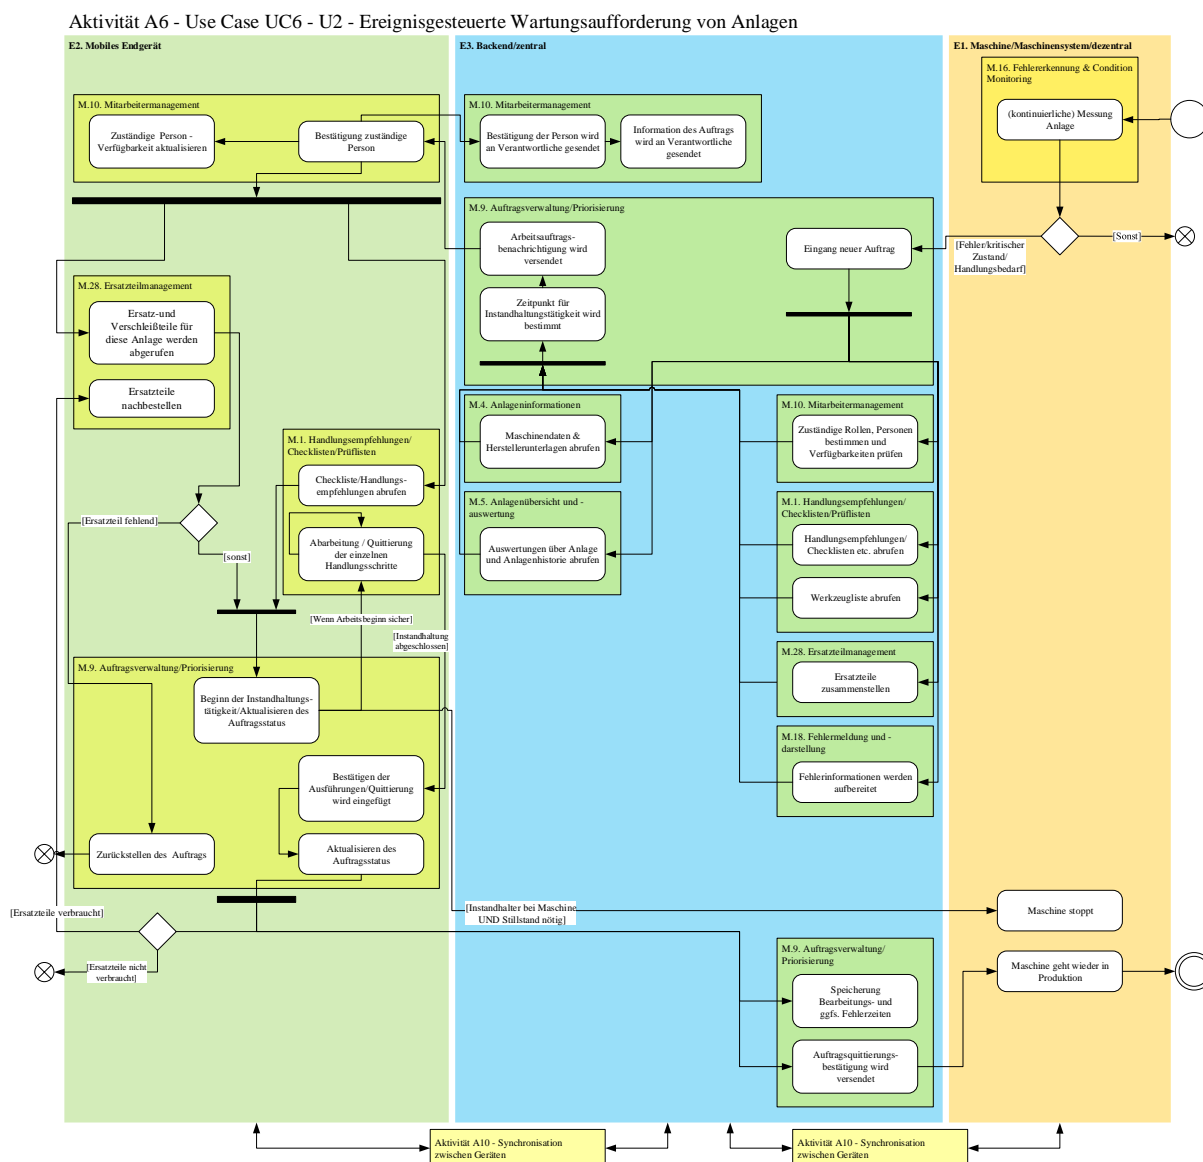 Aktivität A6 - Use Case UC6 - U2 - Ereignisgesteuerte Wartungsaufforderung von Anlagen
E2. Mobiles Endgerät
M.10. Mitarbeitermanagement
Zuständige Person -
Verfügbarkeit aktualisieren
Bestätigung zuständige
Person
M.28. Ersatzteilmanagement
Ersatz-und
Verschleißteile für
diese Anlage werden
abgerufen
Ersatzteile
nachbestellen
M.1. Handlungsempfehlungen/
Checklisten/Prüflisten
Checkliste/Handlungs-
empfehlungen abrufen
Abarbeitung / Quittierung
der einzelnen
Handlungsschritte
[Ersatzteil fehlend]
[sonst]
[Wenn Arbeitsbeginn sicher]
[Instandhaltung
abgeschlossen]
M.9. Auftragsverwaltung/Priorisierung
Beginn der Instandhaltungs-
tätigkeit/Aktualisieren des
Auftragsstatus
Bestätigen der
Ausführungen/Quittierung
wird eingefügt
Zurückstellen des Auftrags
Aktualisieren des
Auftragsstatus
[Ersatzteile verbraucht]
[Ersatzteile nicht
verbraucht]
E3. Backend/zentral
M.10. Mitarbeitermanagement
Bestätigung der Person wird
an Verantwortliche gesendet
Information des Auftrags
wird an Verantwortliche
gesendet
M.9. Auftragsverwaltung/Priorisierung
Arbeitsauftrags-
benachrichtigung wird
versendet
Eingang neuer Auftrag
Zeitpunkt für
Instandhaltungstätigkeit wird
bestimmt
M.4. Anlageninformationen
Maschinendaten &
Herstellerunterlagen abrufen
M.5. Anlagenübersicht und -
auswertung
Auswertungen über Anlage
und Anlagenhistorie abrufen
M.10. Mitarbeitermanagement
Zuständige Rollen, Personen
bestimmen und
Verfügbarkeiten prüfen
M.1. Handlungsempfehlungen/
Checklisten/Prüflisten
Handlungsempfehlungen/
Checklisten etc. abrufen
Werkzeugliste abrufen
M.28. Ersatzteilmanagement
Ersatzteile
zusammenstellen
M.18. Fehlermeldung und -
darstellung
Fehlerinformationen werden
aufbereitet
[Instandhalter bei Maschine
UND Stillstand nötig]
M.9. Auftragsverwaltung/
Priorisierung
Speicherung
Bearbeitungs- und
ggfs. Fehlerzeiten
Auftragsquittierungs-
bestätigung wird
versendet
E1. Maschine/Maschinensystem/dezentral
M.16. Fehlererkennung & Condition
Monitoring
(kontinuierliche) Messung
Anlage
[Fehler/kritischer
Zustand/
Handlungsbedarf]
[Sonst]
Maschine stoppt
Maschine geht wieder in
Produktion
Aktivität A10 - Synchronisation
zwischen Geräten
Aktivität A10 - Synchronisation
zwischen Geräten